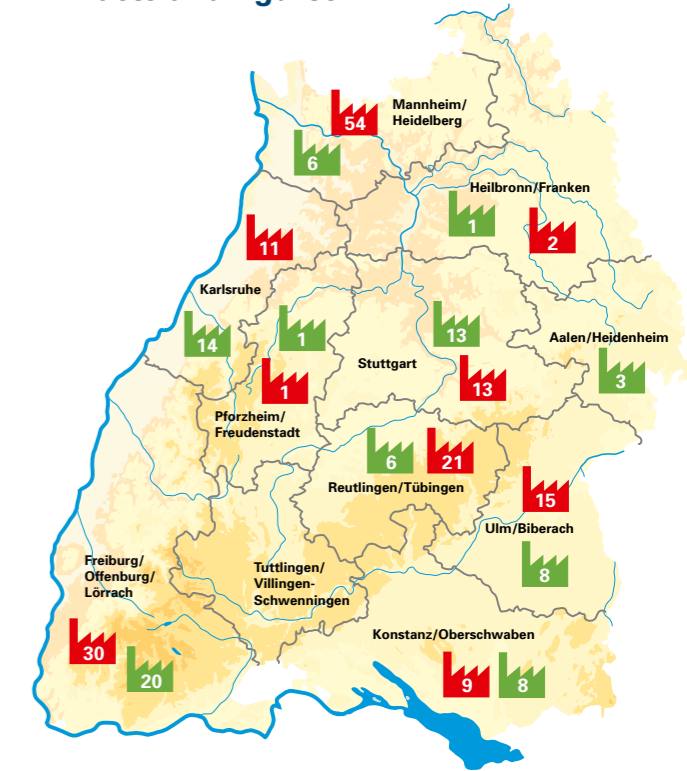 54
Mannheim/
Heidelberg
6
Heilbronn/Franken
1
2
11
Karlsruhe
14
1
13
Aalen/Heidenheim
3
Stuttgart
1
13
Pforzheim/
Freudenstadt
6
21
Reutlingen/Tübingen
15
Ulm/Biberach
8
Freiburg/
Offenburg/
Lörrach
Tuttlingen/
Villingen-
Schwenningen
Konstanz/Oberschwaben
30
20
9
8